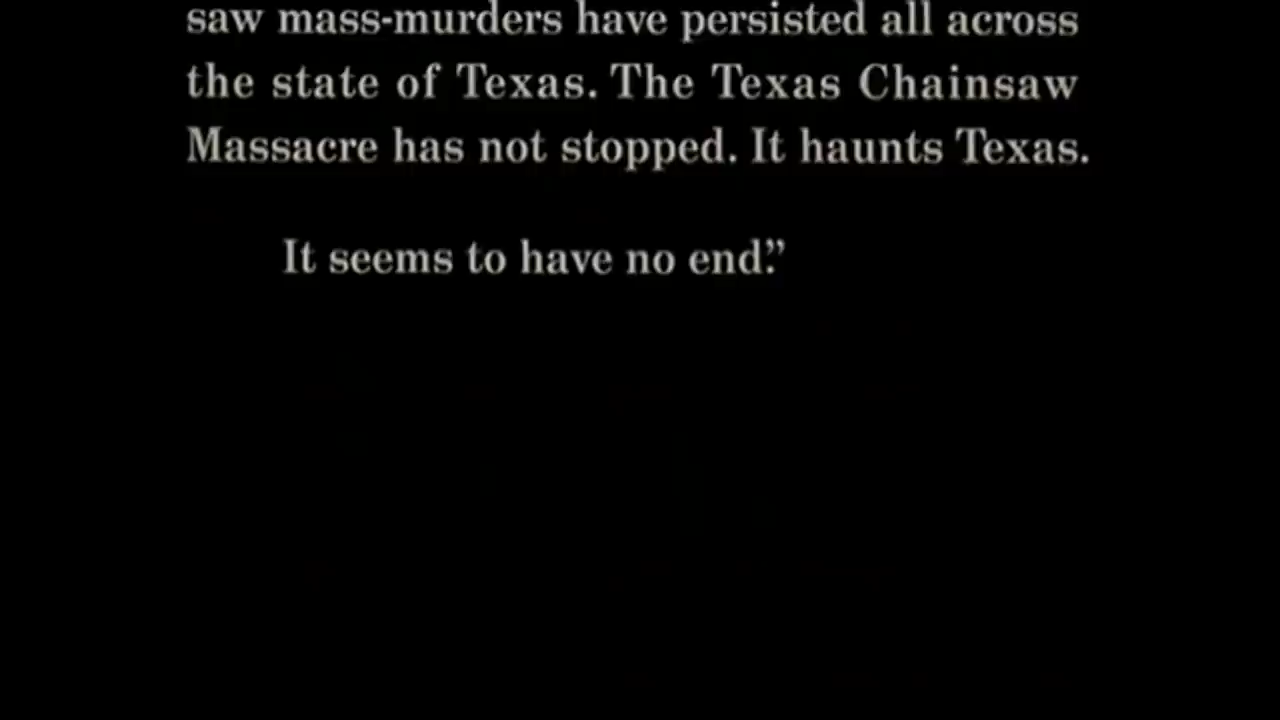 saw mass-murders have persisted all across
the state of Texas. The Texas Chainsaw
Massacre has not stopped. It haunts Texas.
It seems to have no end.”